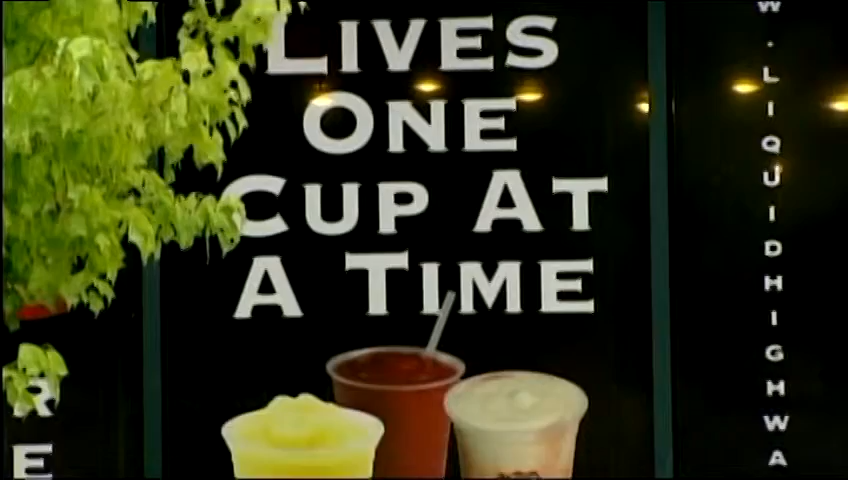 LIVES
ONE
CUP AT
A TIME
W.LIQUIDHIGHWA
R
E